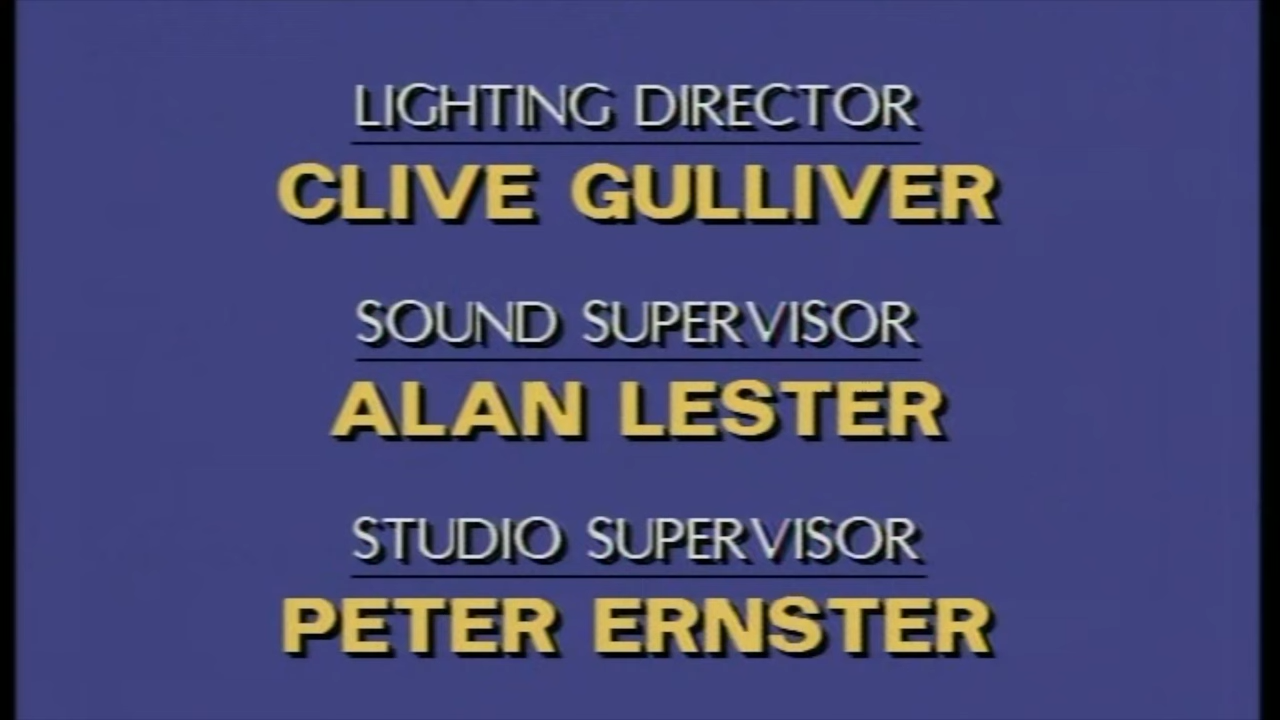 LIGHTING DIRECTOR
CLIVE GULLIVER
SOUND SUPERVISOR
ALAN LESTER
STUDIO SUPERVISOR
PETER ERNSTER